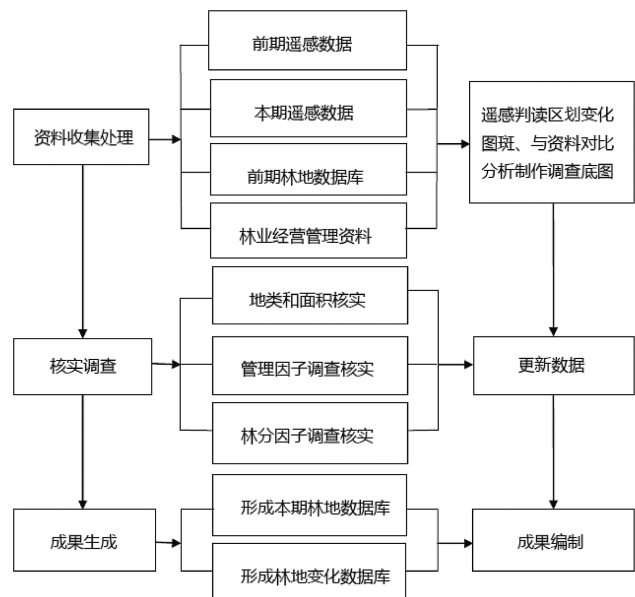 前期遥感数据
本期遥感数据
资料收集处理
前期林地数据库
林业经营管理资料
遥感判读区划变化
图斑、与资料对比
分析制作调查底图
地类和面积核实
核实调查
管理因子调查核实
更新数据
林分因子调查核实
形成本期林地数据库
成果生成
形成林地变化数据库
成果编制